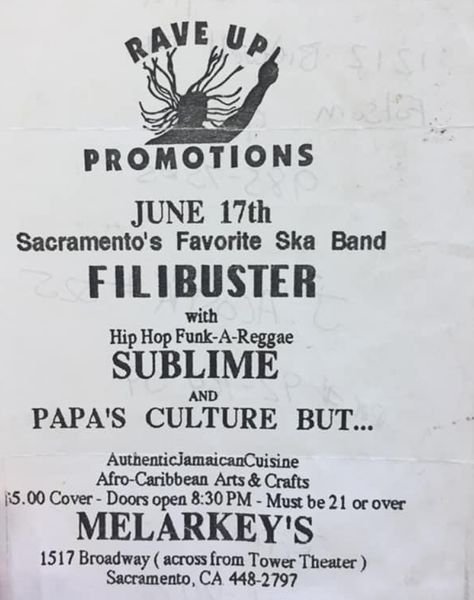 RAVE UP!
PROMOTIONS
JUNE 17th
Sacramento's Favorite Ska Band
FILIBUSTER
with
Hip Hop Funk-A-Reggae
SUBLIME
AND
PAPA'S CULTURE BUT...
AuthenticJamaicanCuisine
Afro-Caribbean Arts & Crafts
$5.00 Cover - Doors open 8:30 PM - Must be 21 or over
MELARKEY'S
1517 Broadway ( across from Tower Theater )
Sacramento, CA 448-2797